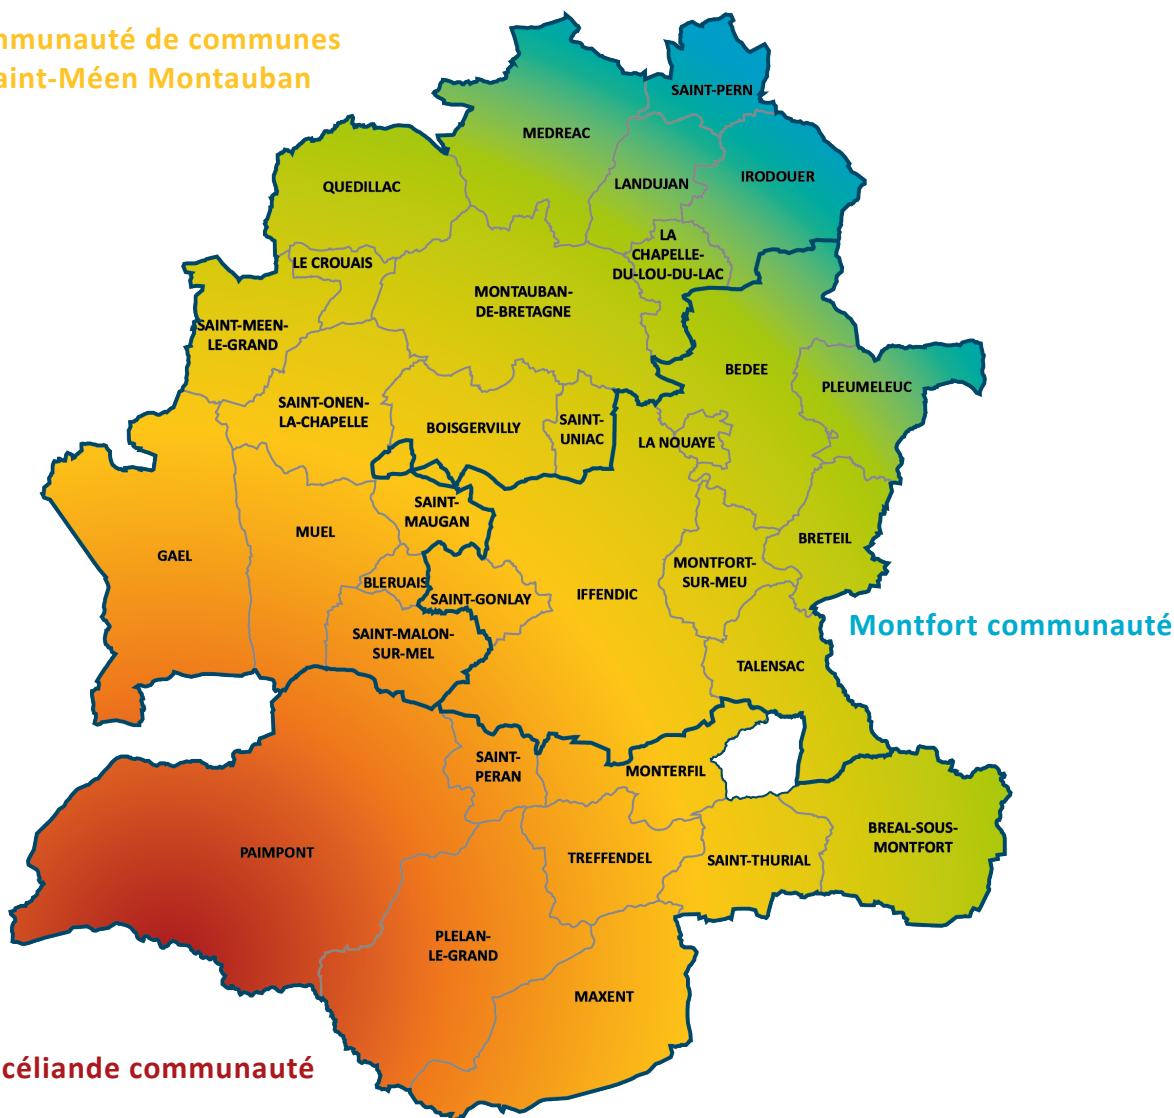 mmunauté de communes
aint-Méen Montauban
SAINT-PERN
MEDREAC
IRODOUER
LANDUJAN
QUEDILLAC
LA
CHAPELLE-
DU-LOU-DU-LAC
LE CROUAIS
MONTAUBAN-
DE-BRETAGNE
SAINT-MEEN-
LE-GRAND
BEDEE
PLEUMELEUC
SAINT-ONEN-
LA-CHAPELLE
BOISGERVILLY
SAINT-
UNIAC
LA NOUAYE
SAINT-
MAUGAN
MUEL
GAEL
BRETEIL
MONTFORT-
SUR-MEU
BLERUAIS
SAINT-GONLAY
IFFENDIC
Montfort communauté
SAINT-MALON-
SUR-MEL
TALENSAC
SAINT-
PERAN
MONTERFIL
BREAL-SOUS-
MONTFORT
PAIMPONT
TREFFENDEL
SAINT-THURIAL
PLELAN-
LE-GRAND
MAXENT
céliande communauté